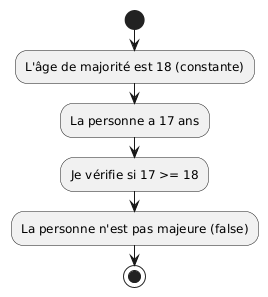 L'âge de majorité est 18 (constante)
La personne a 17 ans
Je vérifie si 17 >= 18
La personne n'est pas majeure (false)